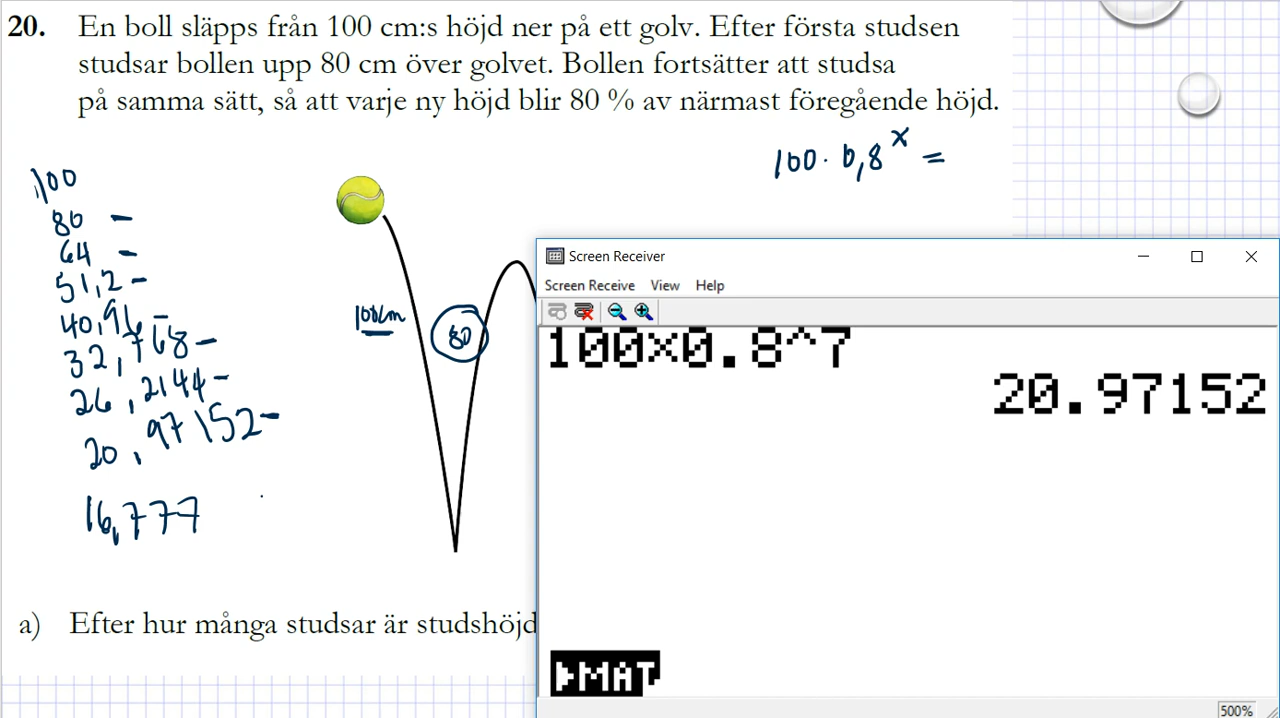 20. En boll släpps från 100 cm:s höjd ner på ett golv. Efter första studsen
studsar bollen upp 80 cm över golvet. Bollen fortsätter att studsa
på samma sätt, så att varje ny höjd blir 80 % av närmast föregående höjd.
100 · 0,8^x =
100
80 –
64 –
51,2 –
40,96 –
32,768 –
26,2144 –
20,97152 –
16,777
100cm
80
Screen Receiver
Screen Receive View Help
100×0.8^7
20.97152
▶MAT
500%
a) Efter hur många studsar är studshöjd